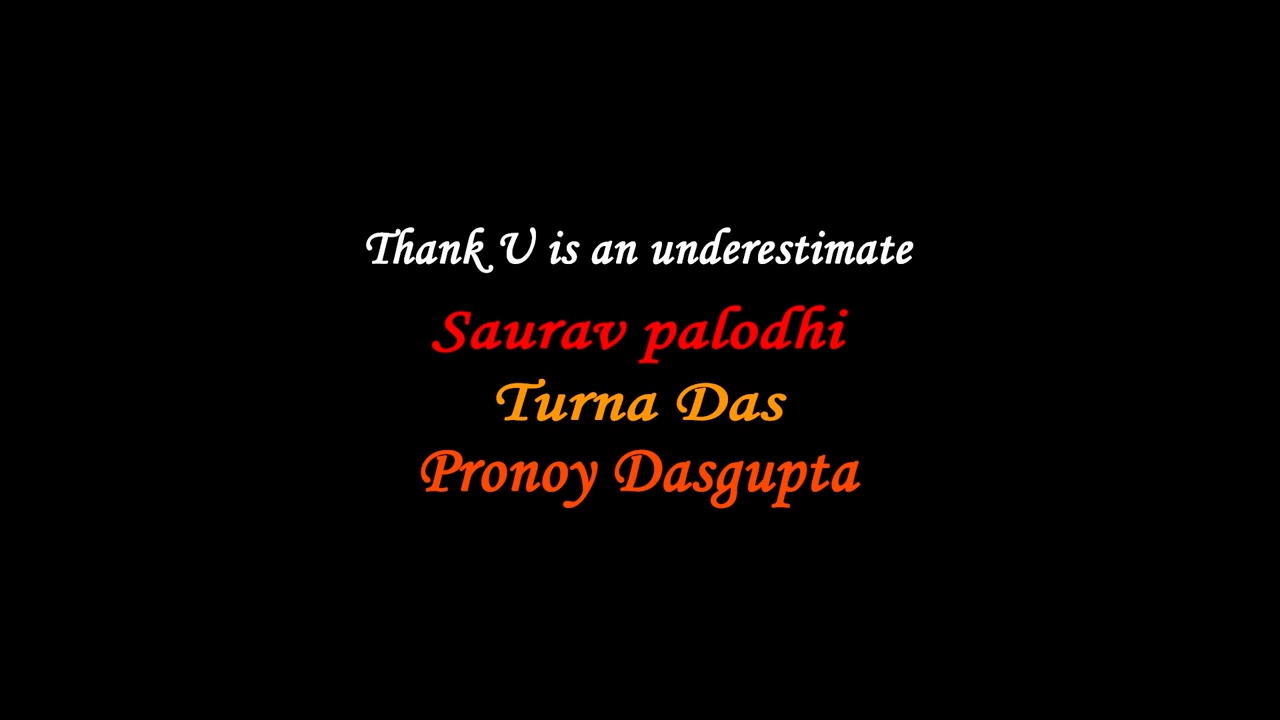 Thank U is an underestimate
Saurav palodhi
Turna Das
Pronoy Dasgupta